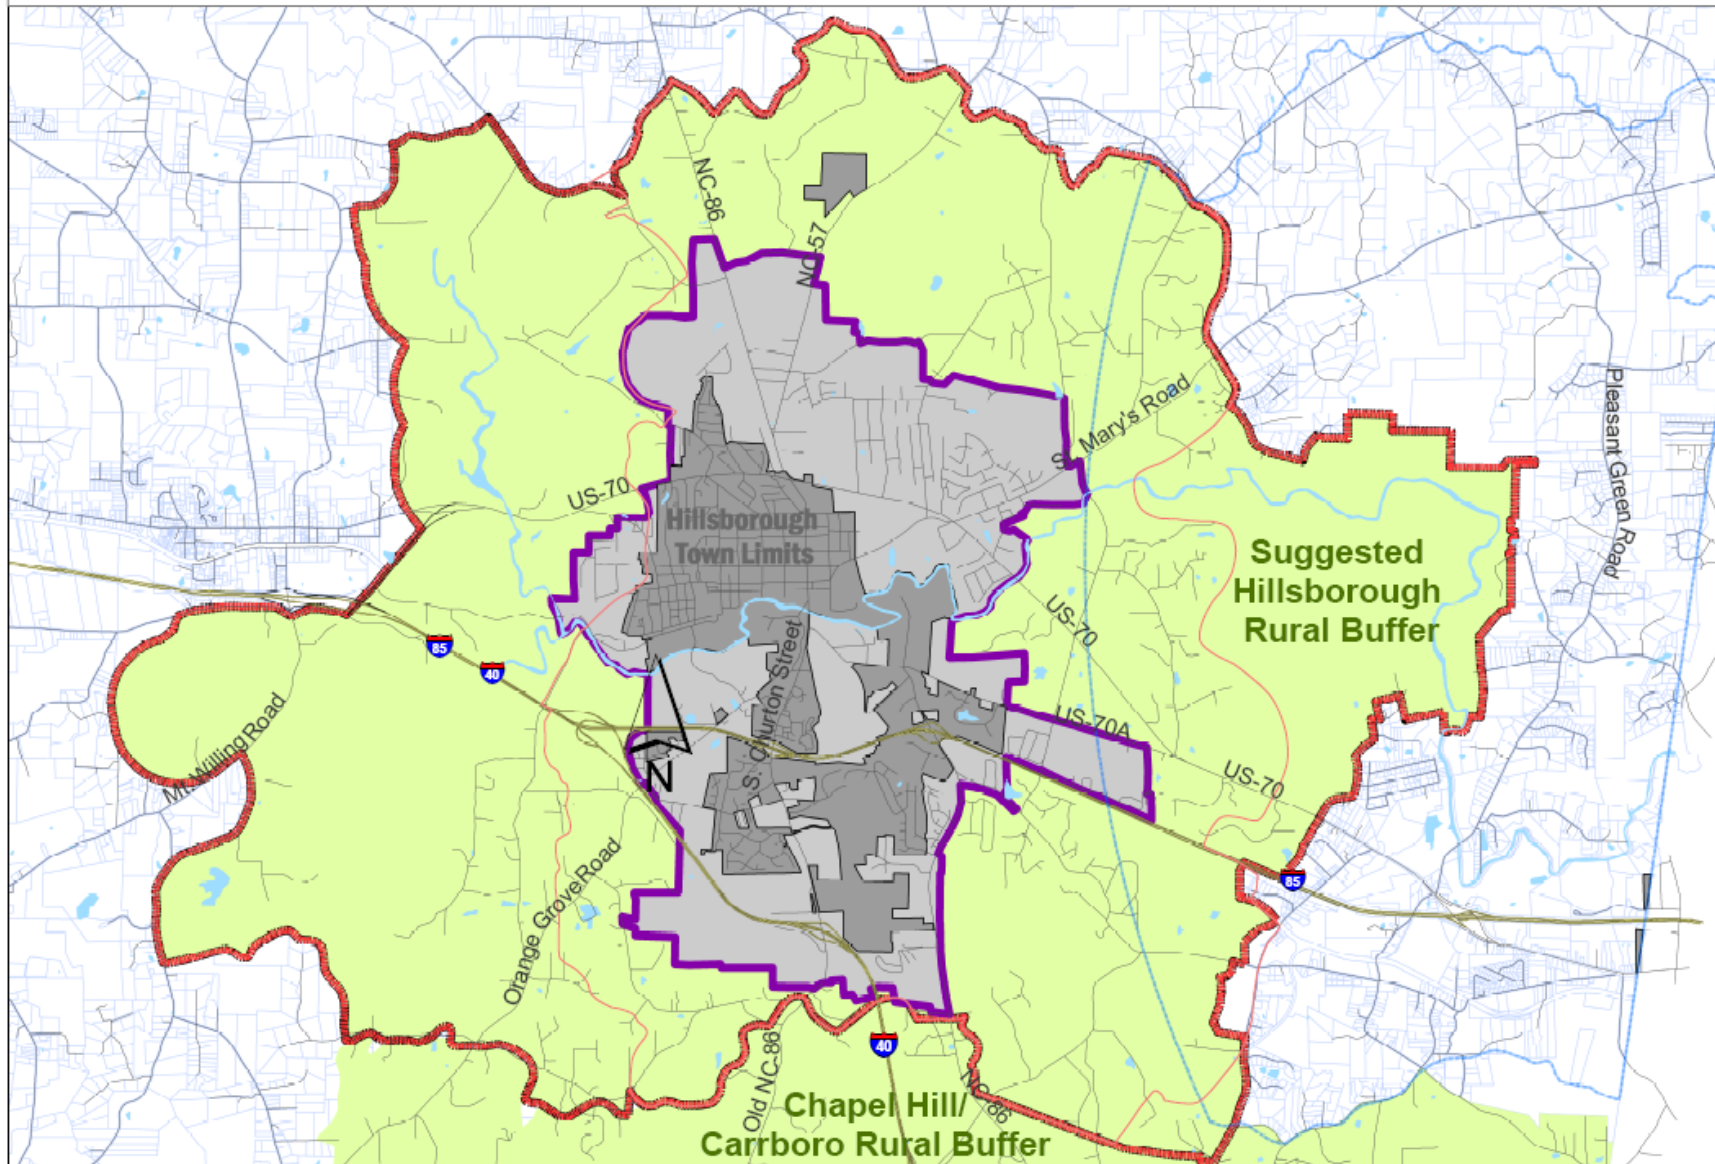 NC-86
NC-57
St. Mary's Road
Pleasant Green Road
US-70
Hillsborough
Town Limits
Suggested
Hillsborough
Rural Buffer
US-70
85
40
S. Churton Street
US-70A
US-70
Mt. Willing Road
N
Orange Grove Road
85
40
Old NC-86
NC-86
Chapel Hill/
Carrboro Rural Buffer